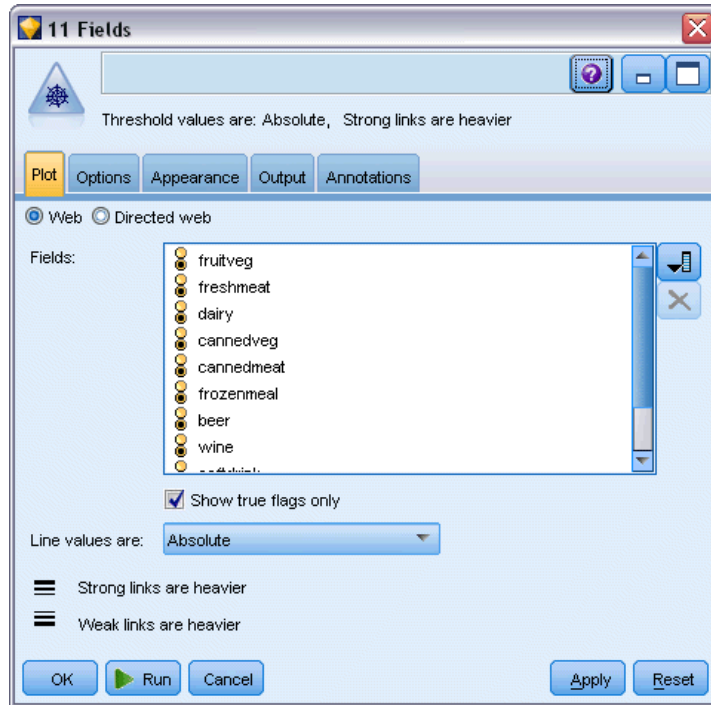 11 Fields
Threshold values are: Absolute, Strong links are heavier
Plot Options Appearance Output Annotations
Web Directed web
Fields:
fruitveg
freshmeat
dairy
cannedveg
cannedmeat
frozenmeal
beer
wine
Show true flags only
Line values are: Absolute
Strong links are heavier
Weak links are heavier
OK Run Cancel Apply Reset